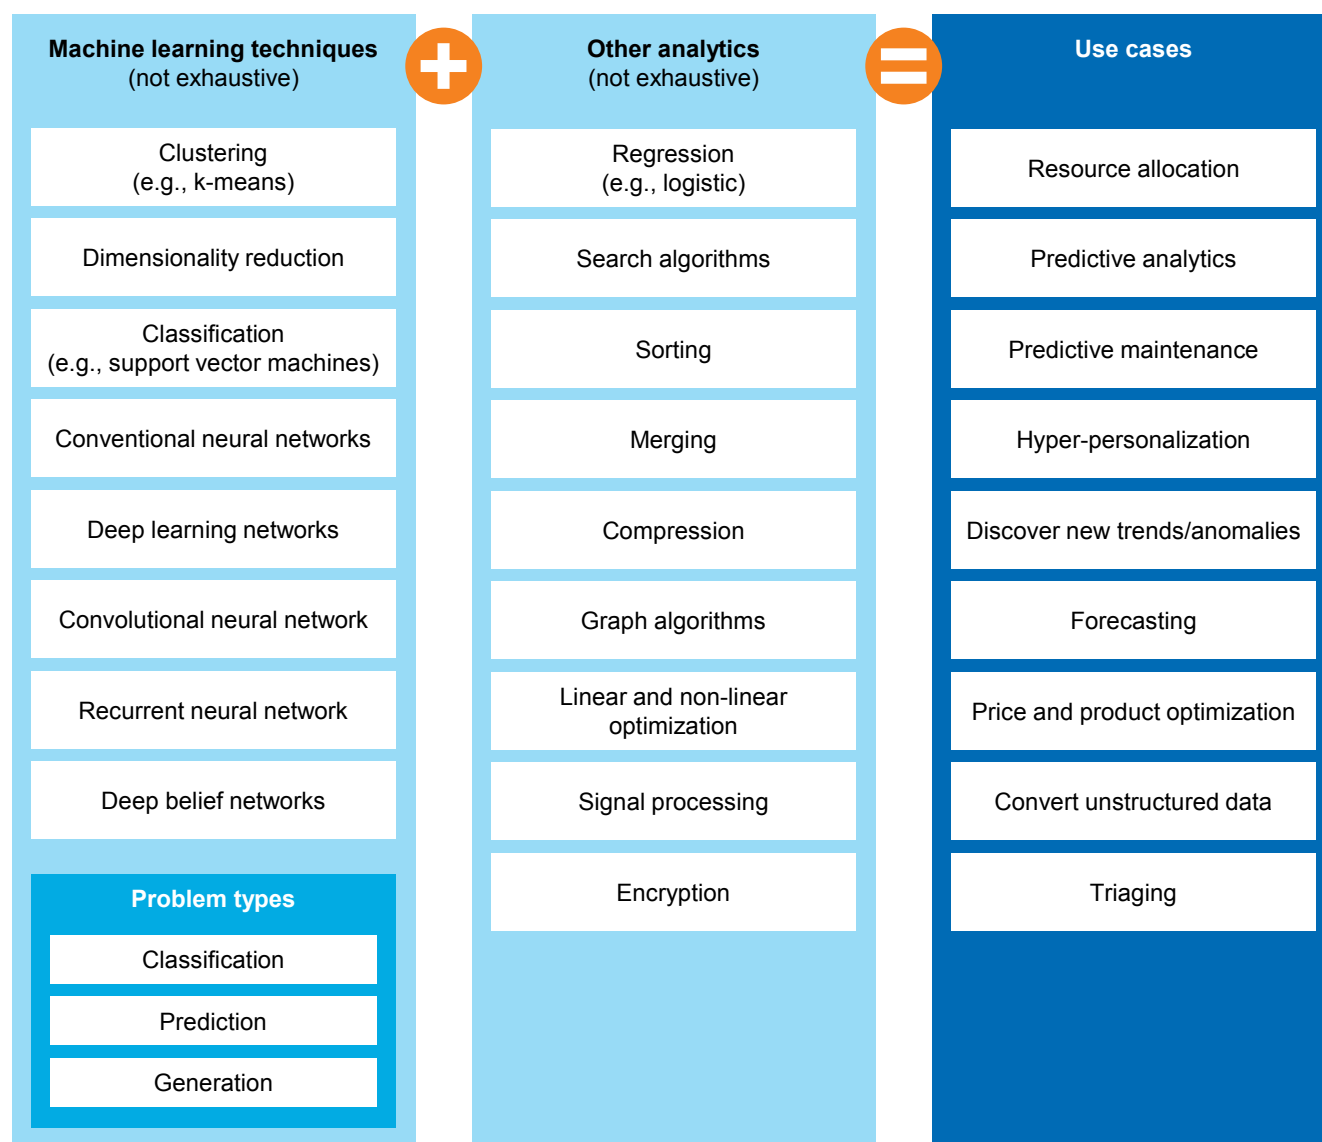 Machine learning techniques
(not exhaustive)
Clustering
(e.g., k-means)
Dimensionality reduction
Classification
(e.g., support vector machines)
Conventional neural networks
Deep learning networks
Convolutional neural network
Recurrent neural network
Deep belief networks
Problem types
Classification
Prediction
Generation
Other analytics
(not exhaustive)
Regression
(e.g., logistic)
Search algorithms
Sorting
Merging
Compression
Graph algorithms
Linear and non-linear
optimization
Signal processing
Encryption
Use cases
Resource allocation
Predictive analytics
Predictive maintenance
Hyper-personalization
Discover new trends/anomalies
Forecasting
Price and product optimization
Convert unstructured data
Triaging